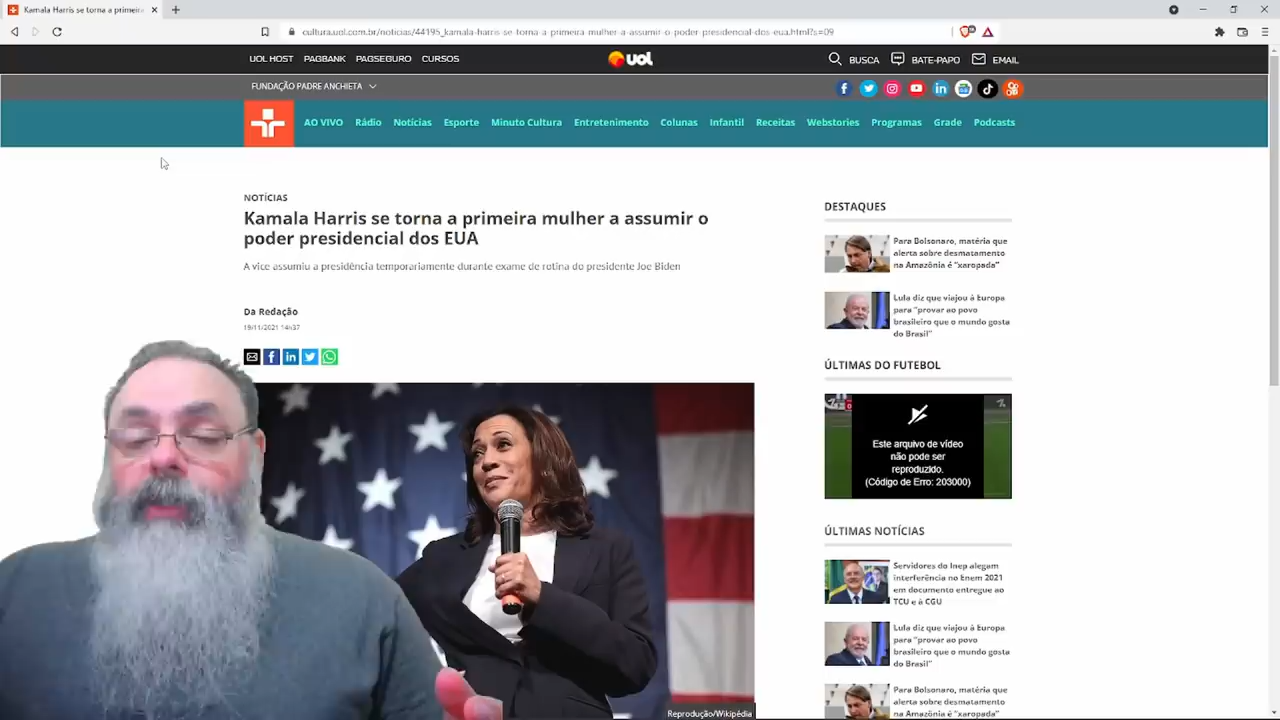 Kamala Harris se torna a primeira
cultura.uol.com.br/noticias/44195_kamala-harris-se-torna-a-primeira-mulher-a-assumir-o-poder-presidencial-dos-eua.html?s=09
UOL HOST PAGBANK PAGSEGURO CURSOS
UOL
BUSCA BATE-PAPO EMAIL
FUNDAÇÃO PADRE ANCHIETA
AO VIVO Rádio Notícias Esporte Minuto Cultura Entretenimento Colunas Infantil Receitas Webstories Programas Grade Podcasts
NOTÍCIAS
Kamala Harris se torna a primeira mulher a assumir o
poder presidencial dos EUA
A vice assumiu a presidência temporariamente durante exame de rotina do presidente Joe Biden
Da Redação
19/11/2021 14h37
Reprodução/Wikipédia
DESTAQUES
Para Bolsonaro, matéria que
alerta sobre desmatamento
na Amazônia é “xaropada”
Lula diz que viajou à Europa
para “provar ao povo
brasileiro que o mundo gosta
do Brasil”
ÚLTIMAS DO FUTEBOL
Este arquivo de vídeo
não pode ser
reproduzido.
(Código de Erro: 203000)
ÚLTIMAS NOTÍCIAS
Servidores do Inep alegam
interferência no Enem 2021
em documento entregue ao
TCU e à CGU
Lula diz que viajou à Europa
para “provar ao povo
brasileiro que o mundo gosta
do Brasil”
Para Bolsonaro, matéria que
alerta sobre desmatamento
na Amazônia é “xaropada”